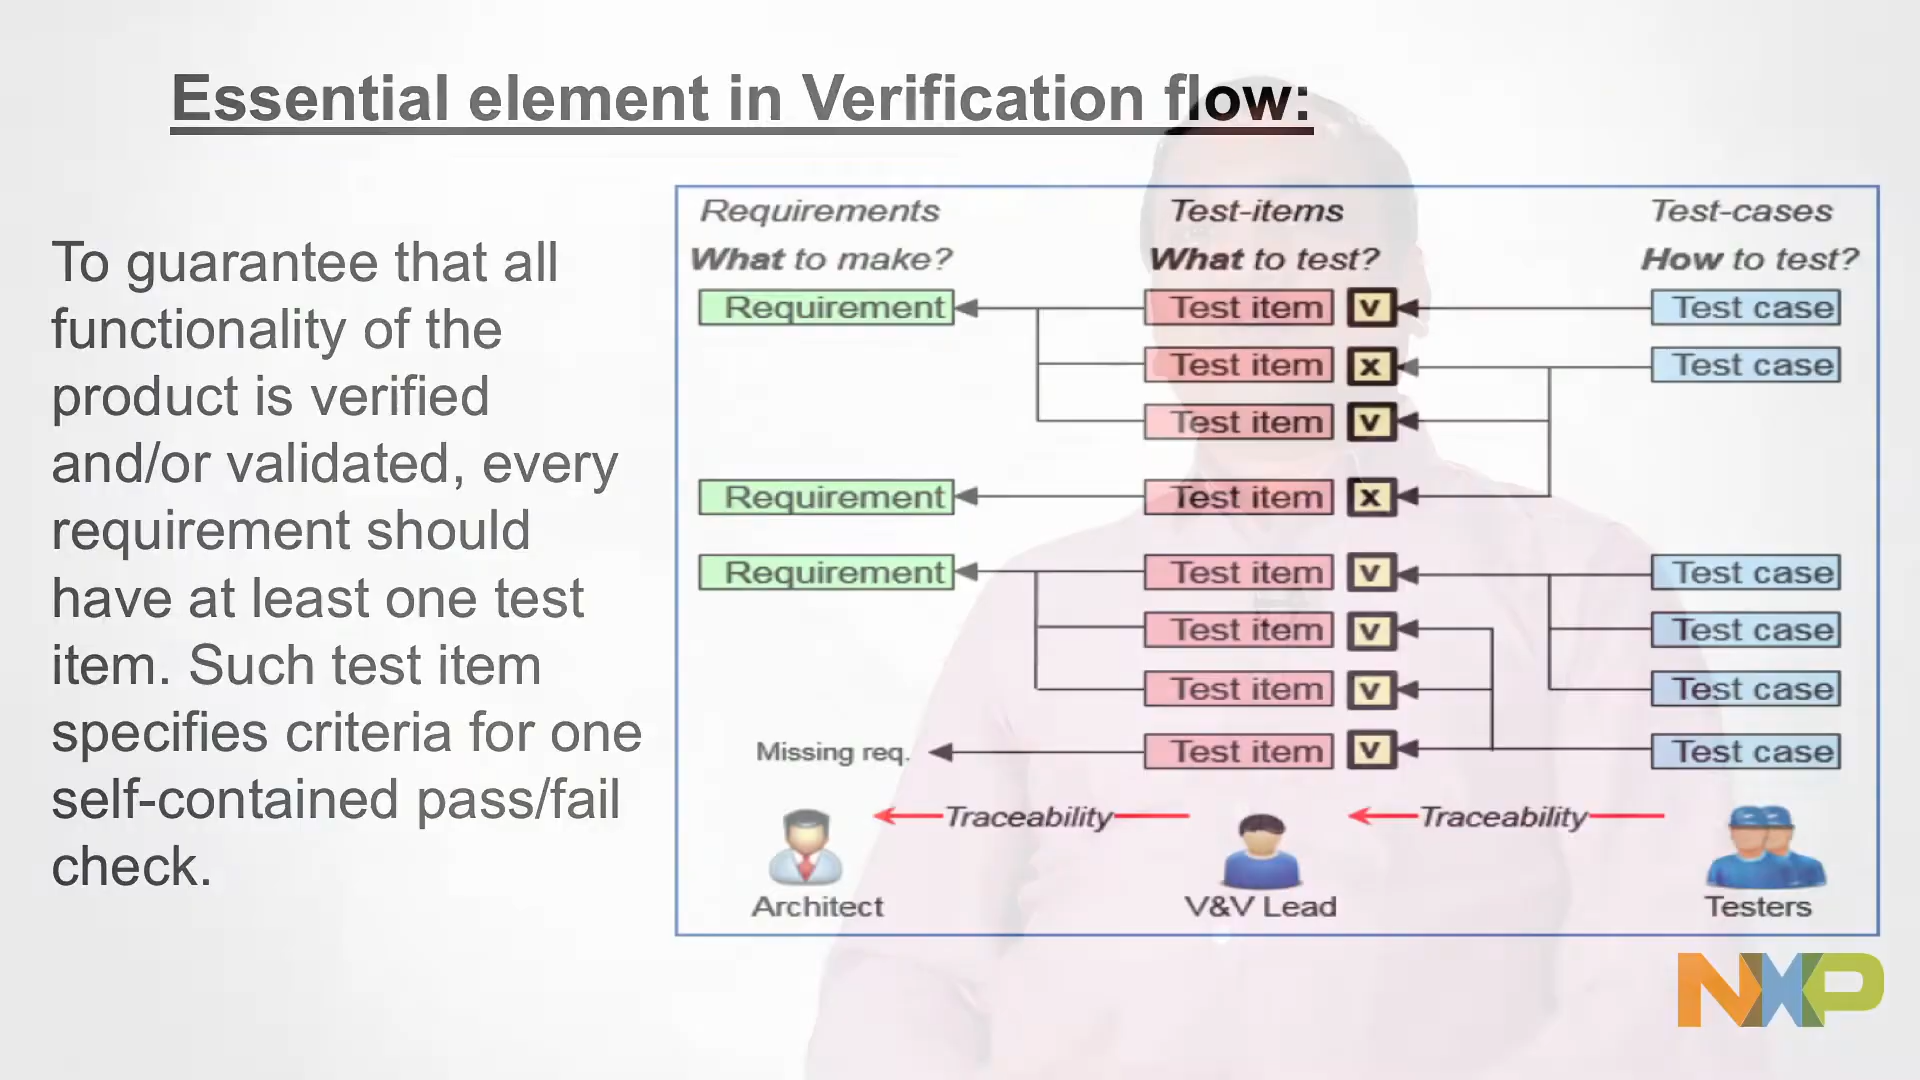 Essential element in Verification flow:
To guarantee that all
functionality of the
product is verified
and/or validated, every
requirement should
have at least one test
item. Such test item
specifies criteria for one
self-contained pass/fail
check.
Requirements Test-items Test-cases
What to make? What to test? How to test?
Requirement Test item v Test case
Test item x Test case
Test item v
Requirement Test item x
Requirement Test item v Test case
Test item v Test case
Test item v Test case
Missing req. Test item v Test case
Traceability Traceability
Architect V&V Lead Testers
NXP